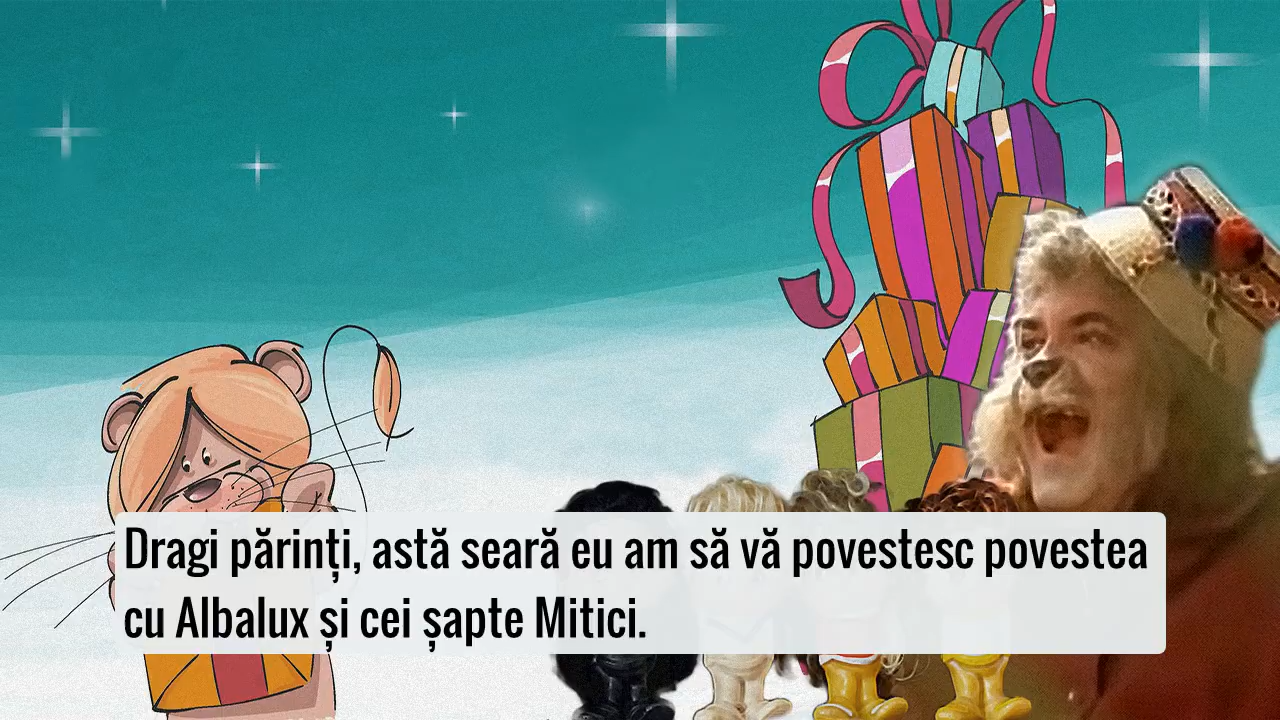 Dragi părinți, astă seară eu am să vă povestesc povestea
cu Albalux și cei șapte Mitici.